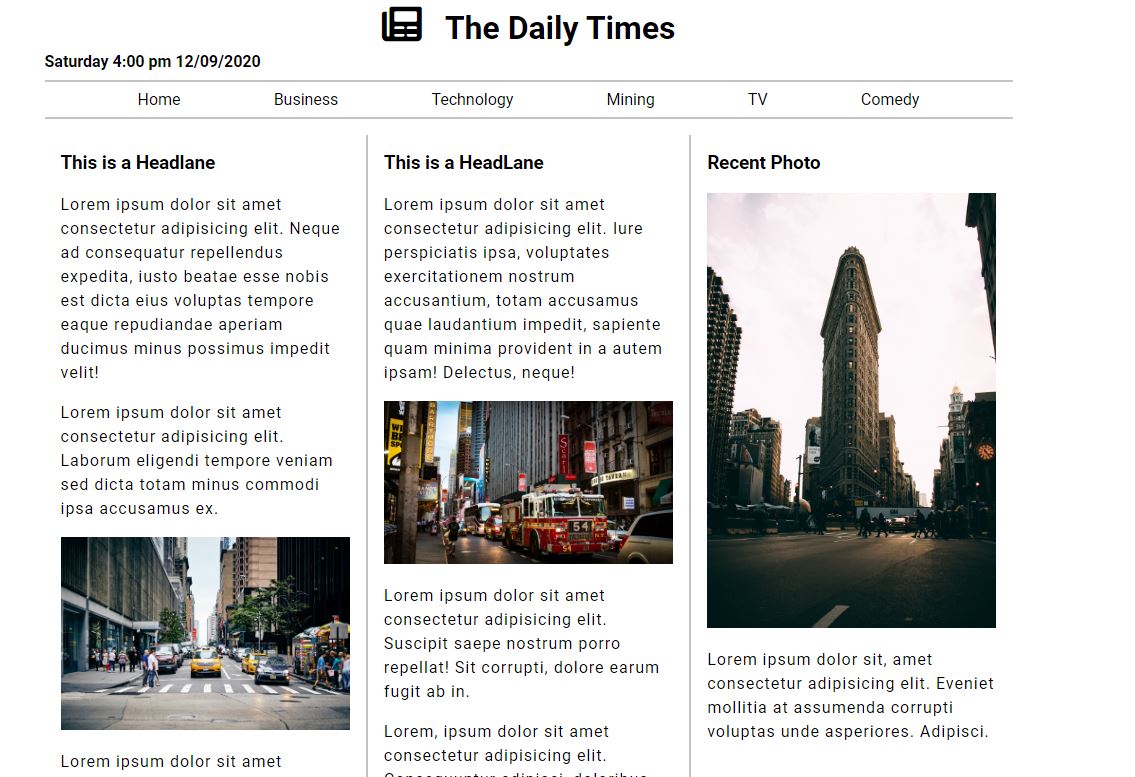 The Daily Times
Saturday 4:00 pm 12/09/2020
Home Business Technology Mining TV Comedy
This is a Headlane
Lorem ipsum dolor sit amet
consectetur adipisicing elit. Neque
ad consequatur repellendus
expedita, iusto beatae esse nobis
est dicta eius voluptas tempore
eaque repudiandae aperiam
ducimus minus possimus impedit
velit!
Lorem ipsum dolor sit amet
consectetur adipisicing elit.
Laborum eligendi tempore veniam
sed dicta totam minus commodi
ipsa accusamus ex.
Lorem ipsum dolor sit amet
This is a HeadLane
Lorem ipsum dolor sit amet
consectetur adipisicing elit. Iure
perspiciatis ipsa, voluptates
exercitationem nostrum
accusantium, totam accusamus
quae laudantium impedit, sapiente
quam minima provident in a autem
ipsam! Delectus, neque!
54
54
Lorem ipsum dolor sit amet
consectetur adipisicing elit.
Suscipit saepe nostrum porro
repellat! Sit corrupti, dolore earum
fugit ab in.
Lorem, ipsum dolor sit amet
consectetur adipisicing elit.
Recent Photo
Lorem ipsum dolor sit, amet
consectetur adipisicing elit. Eveniet
mollitia at assumenda corrupti
voluptas unde asperiores. Adipisci.